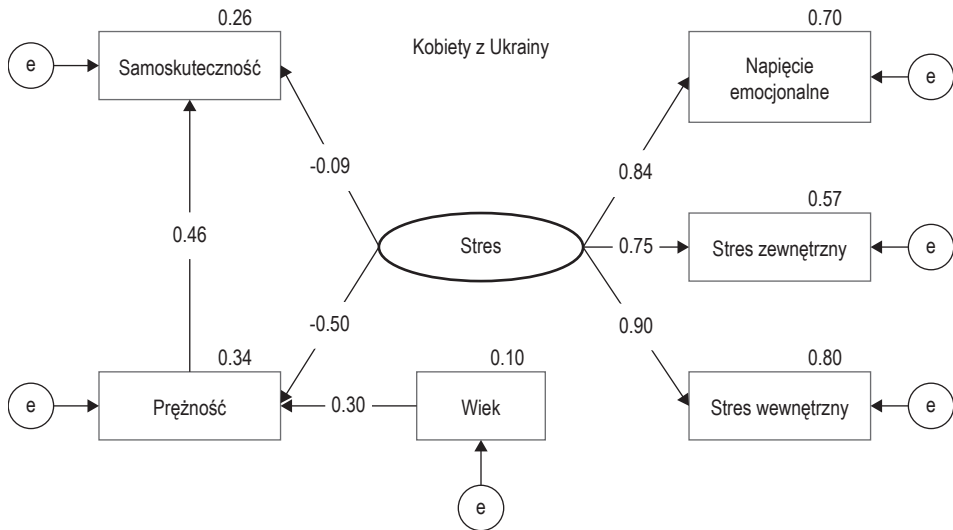 0.26
0.70
Kobiety z Ukrainy
e
Samoskuteczność
Napięcie
emocjonalne
e
-0.09
0.84
0.57
0.46
Stres
0.75
Stres zewnętrzny
e
-0.50
0.90
0.34
0.10
0.80
e
Prężność
0.30
Wiek
Stres wewnętrzny
e
e